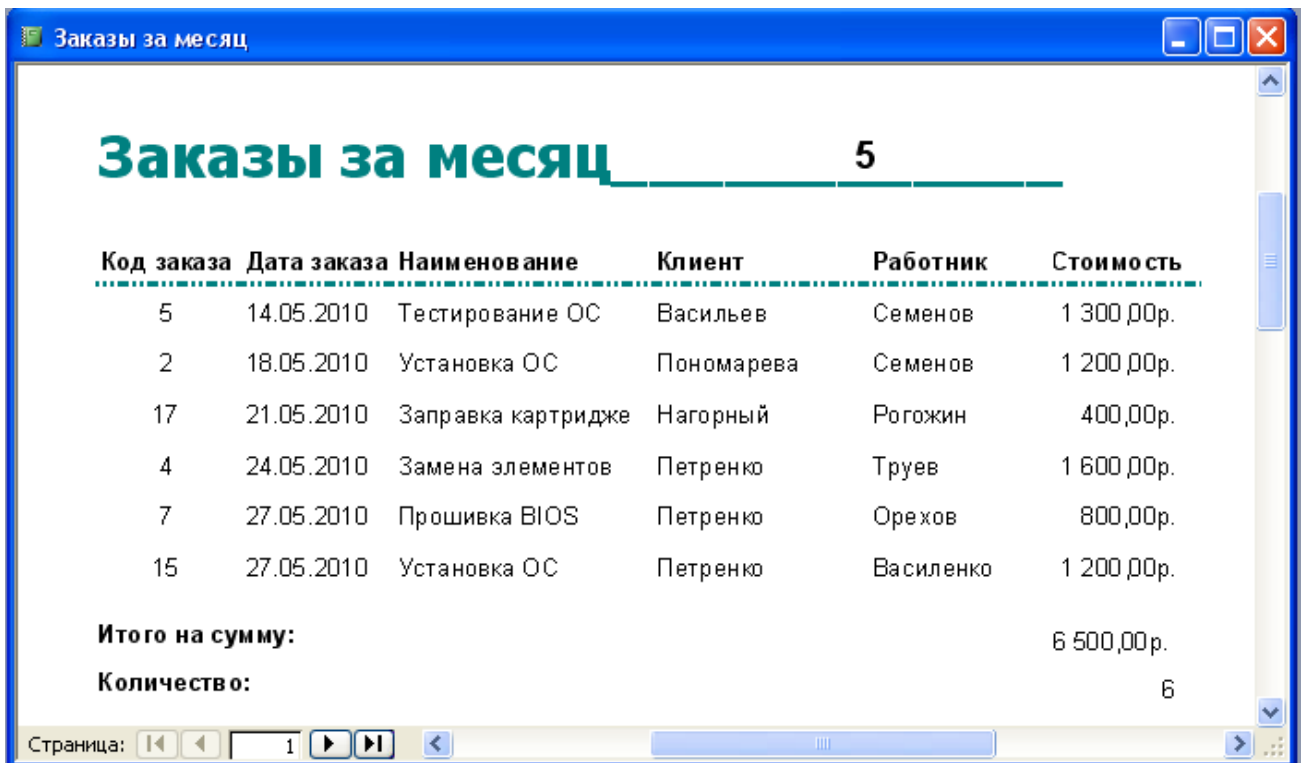 Заказы за месяц
Заказы за месяц____________ 5
Код заказа Дата заказа Наименование Клиент Работник Стоимость
5 14.05.2010 Тестирование ОС Васильев Семенов 1 300,00р.
2 18.05.2010 Установка ОС Пономарева Семенов 1 200,00р.
17 21.05.2010 Заправка картридже Нагорный Рогожин 400,00р.
4 24.05.2010 Замена элементов Петренко Труев 1 600,00р.
7 27.05.2010 Прошивка BIOS Петренко Орехов 800,00р.
15 27.05.2010 Установка ОС Петренко Василенко 1 200,00р.
Итого на сумму: 6 500,00р.
Количество: 6
Страница: 1